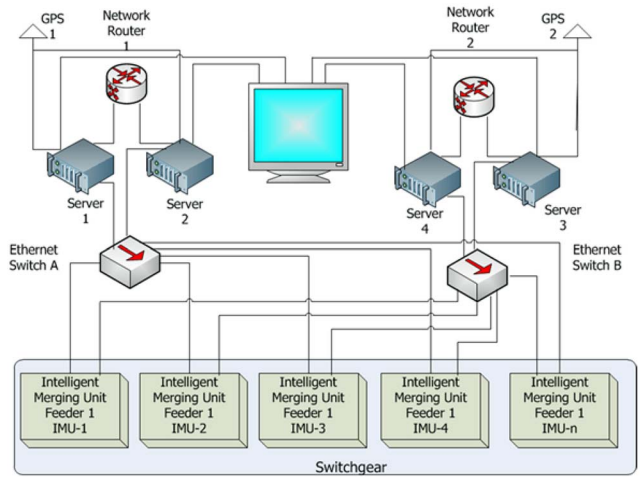 GPS
1
Network
Router
1
Network
Router
2
GPS
2
Server
1
Server
2
Server
4
Server
3
Ethernet
Switch A
Ethernet
Switch B
Intelligent
Merging Unit
Feeder 1
IMU-1
Intelligent
Merging Unit
Feeder 1
IMU-2
Intelligent
Merging Unit
Feeder 1
IMU-3
Intelligent
Merging Unit
Feeder 1
IMU-4
Intelligent
Merging Unit
Feeder 1
IMU-n
Switchgear